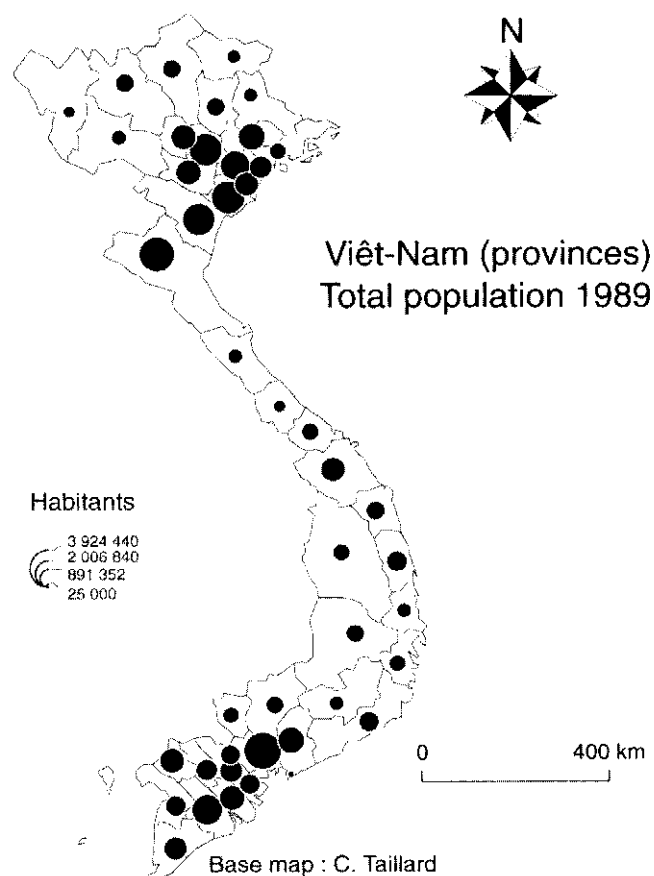 N
Viêt-Nam (provinces)
Total population 1989
Habitants
3 924 440
2 006 840
891 352
25 000
0 400 km
Base map : C. Taillard